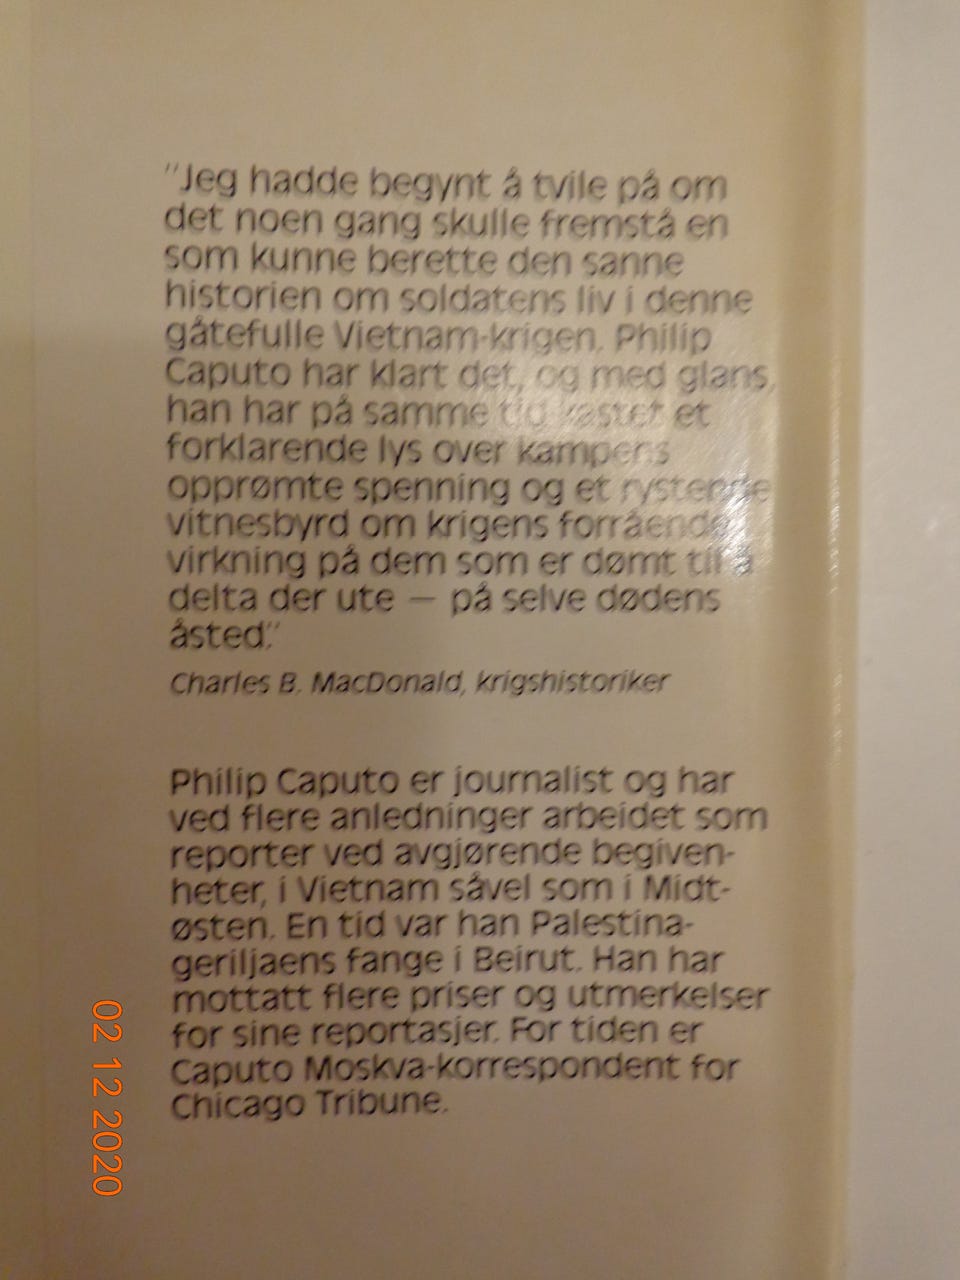 "Jeg hadde begynt å tvile på om
det noen gang skulle fremstå en
som kunne berette den sanne
historien om soldatens liv i denne
gåtefulle Vietnam-krigen. Philip
Caputo har klart det, og med glans,
han har på samme tid kastet et
forklarende lys over kampens
opprømte spenning og et rystende
vitnesbyrd om krigens forrående
virkning på dem som er dømt til å
delta der ute — på selve dødens
åsted."
Charles B. MacDonald, krigshistoriker
Philip Caputo er journalist og har
ved flere anledninger arbeidet som
reporter ved avgjørende begiven-
heter, i Vietnam såvel som i Midt-
østen. En tid var han Palestina-
geriljaens fange i Beirut. Han har
mottatt flere priser og utmerkelser
for sine reportasjer. For tiden er
Caputo Moskva-korrespondent for
Chicago Tribune.
02 12 2020